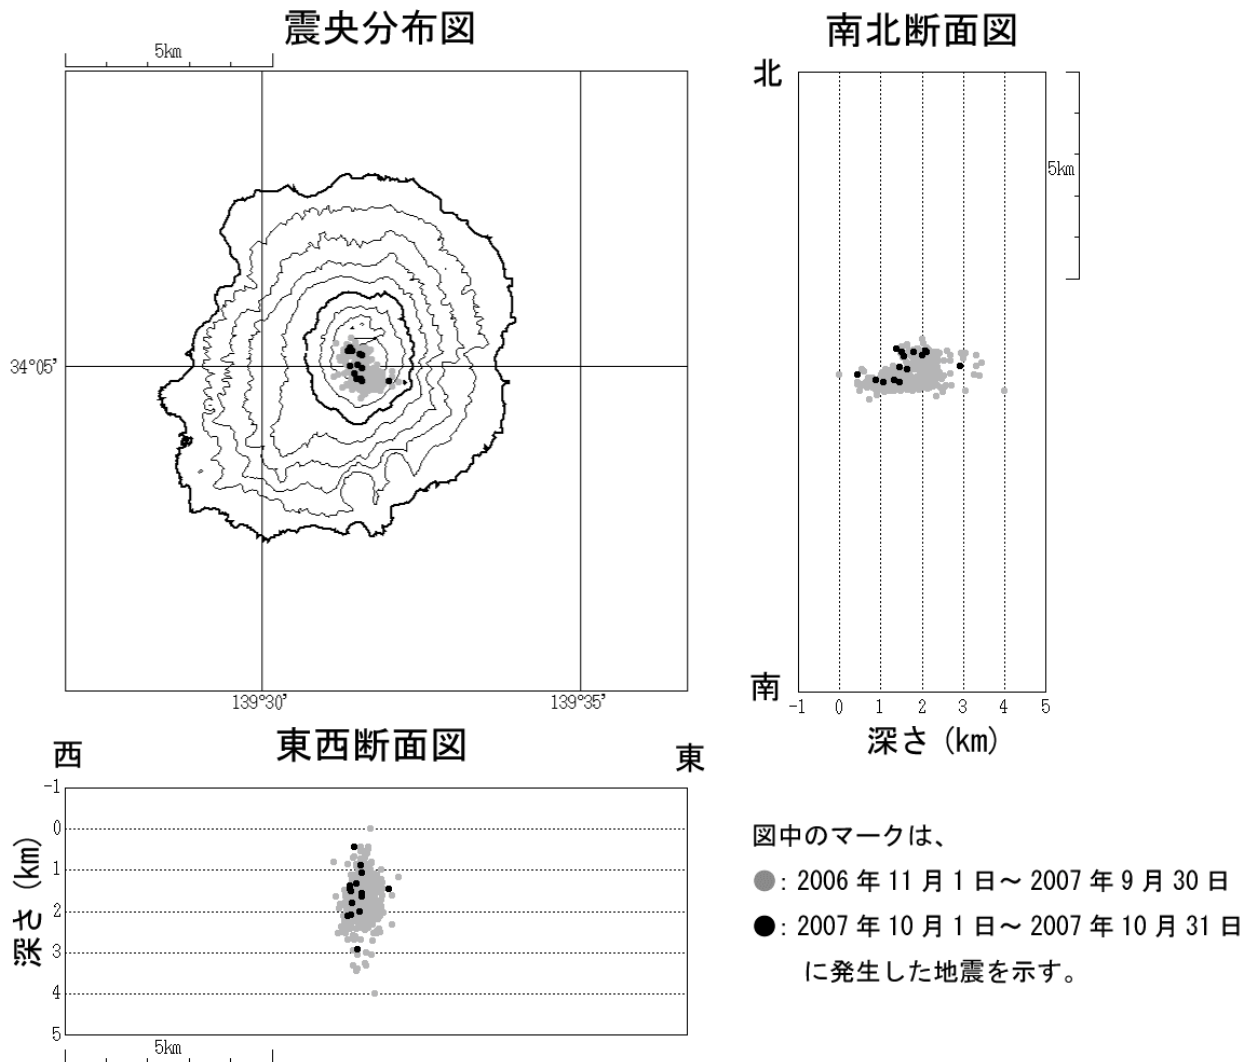 震央分布図
5km
34°05’
139°30’
139°35’
南北断面図
北
南
5km
-1 0 1 2 3 4 5
深さ (km)
東西断面図
西
東
-1
0
1
2
3
4
5
深さ (km)
5km
図中のマークは、
●: 2006 年 11 月 1 日～ 2007 年 9 月 30 日
●: 2007 年 10 月 1 日～ 2007 年 10 月 31 日
に発生した地震を示す。